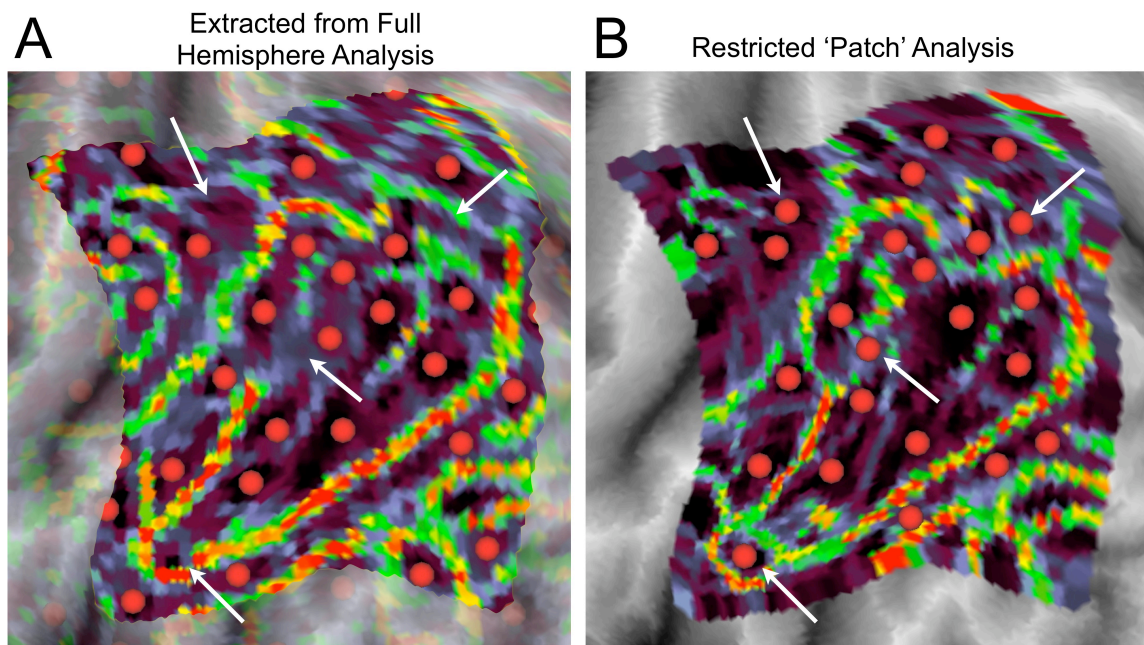 A
Extracted from Full
Hemisphere Analysis
B
Restricted ‘Patch’ Analysis